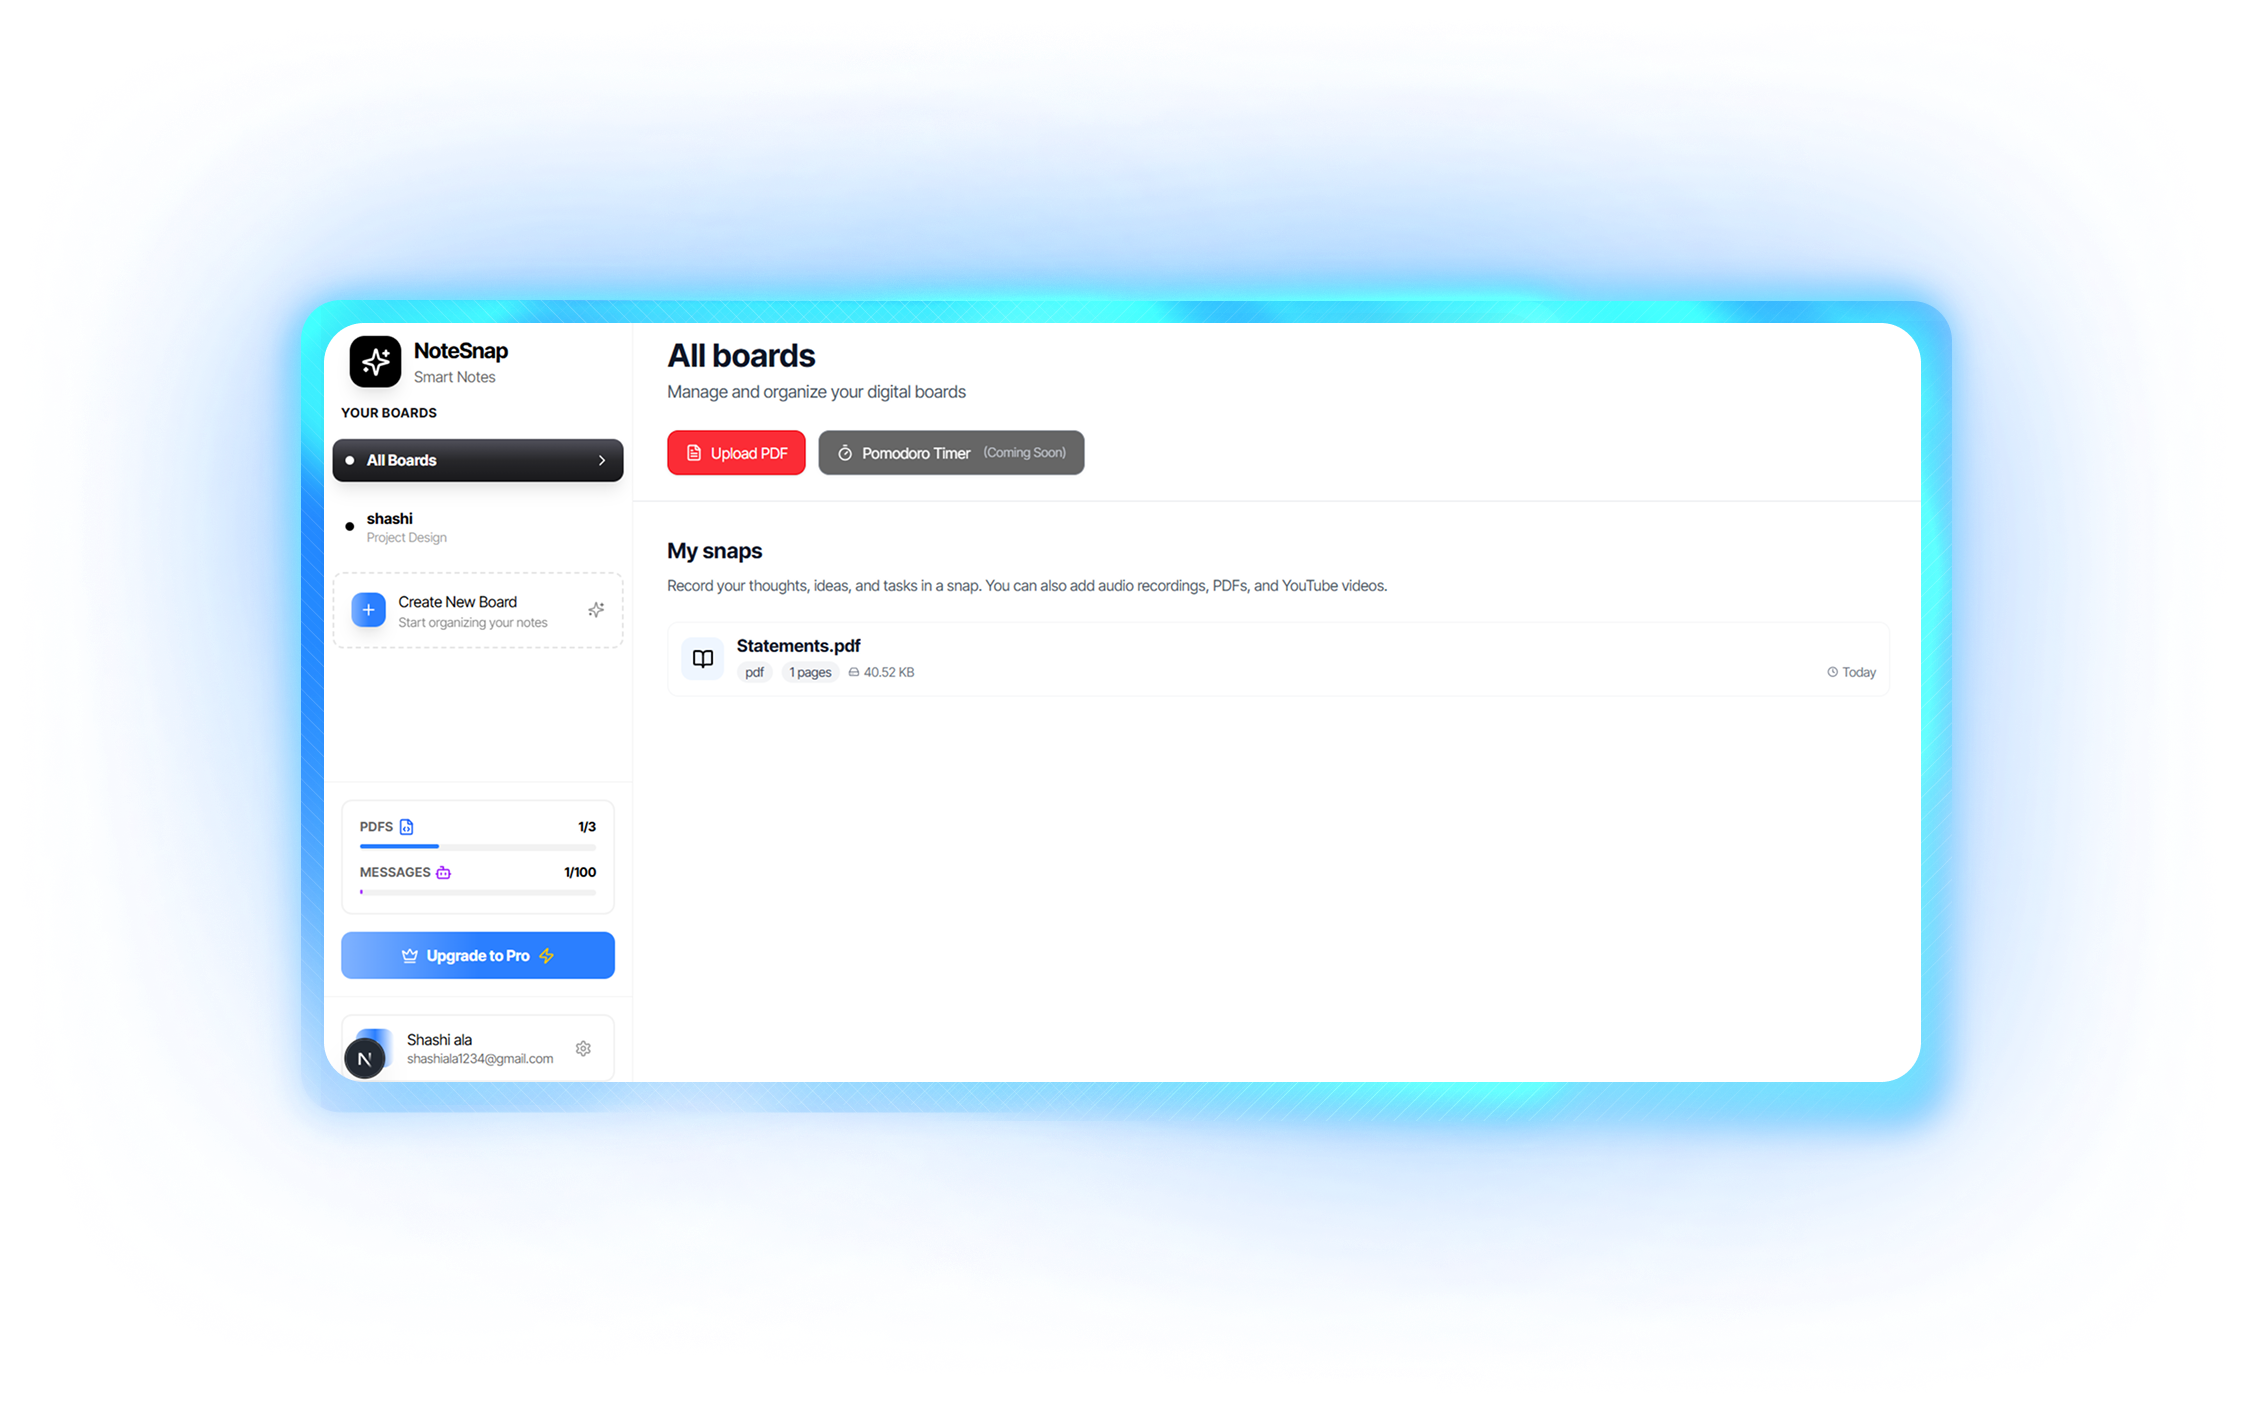 NoteSnap
Smart Notes
YOUR BOARDS
All Boards
shashi
Project Design
Create New Board
Start organizing your notes
PDFS 1/3
MESSAGES 1/100
Upgrade to Pro
N
Shashi ala
shashiala1234@gmail.com
All boards
Manage and organize your digital boards
Upload PDF
Pomodoro Timer (Coming Soon)
My snaps
Record your thoughts, ideas, and tasks in a snap. You can also add audio recordings, PDFs, and YouTube videos.
Statements.pdf
pdf 1 pages 40.52 KB Today